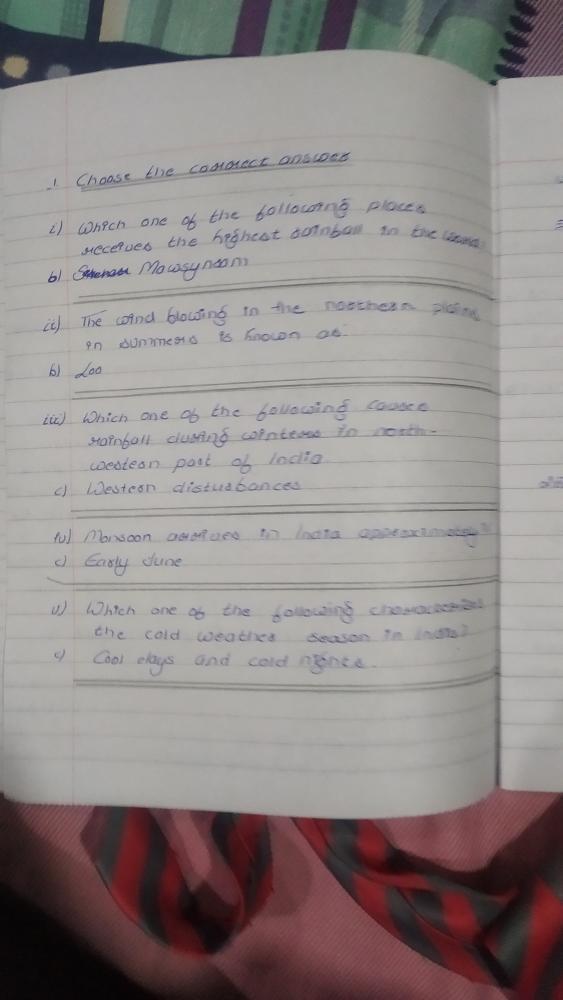 1. Choose the correct answer
i) Which one of the following places
receives the highest rainfall in the world
b) Mawsynram
ii) The wind blowing in the northern plains
in summers is known as:
b) Loo
iii) Which one of the following causes
rainfall during winters in north-
western part of India
c) Western disturbances
iv) Monsoon arrives in India approximately?
c) Early June
v) Which one of the following characterises
the cold weather season in India?
c) Cool days and cold nights.